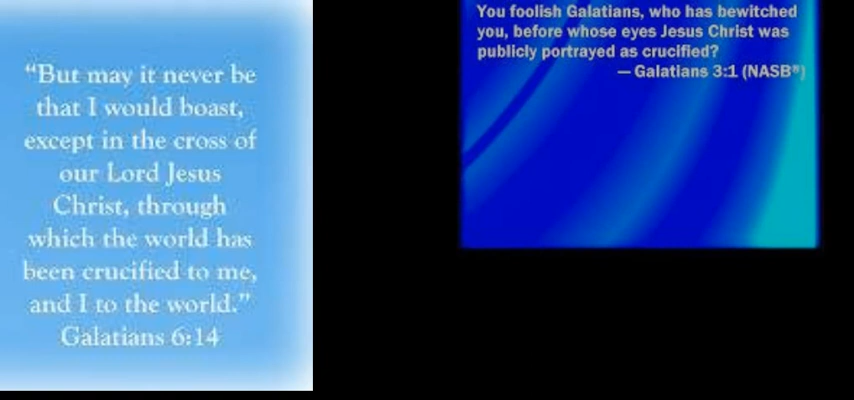 “But may it never be
that I would boast,
except in the cross of
our Lord Jesus
Christ, through
which the world has
been crucified to me,
and I to the world.”
Galatians 6:14
You foolish Galatians, who has bewitched
you, before whose eyes Jesus Christ was
publicly portrayed as crucified?
— Galatians 3:1 (NASB®)